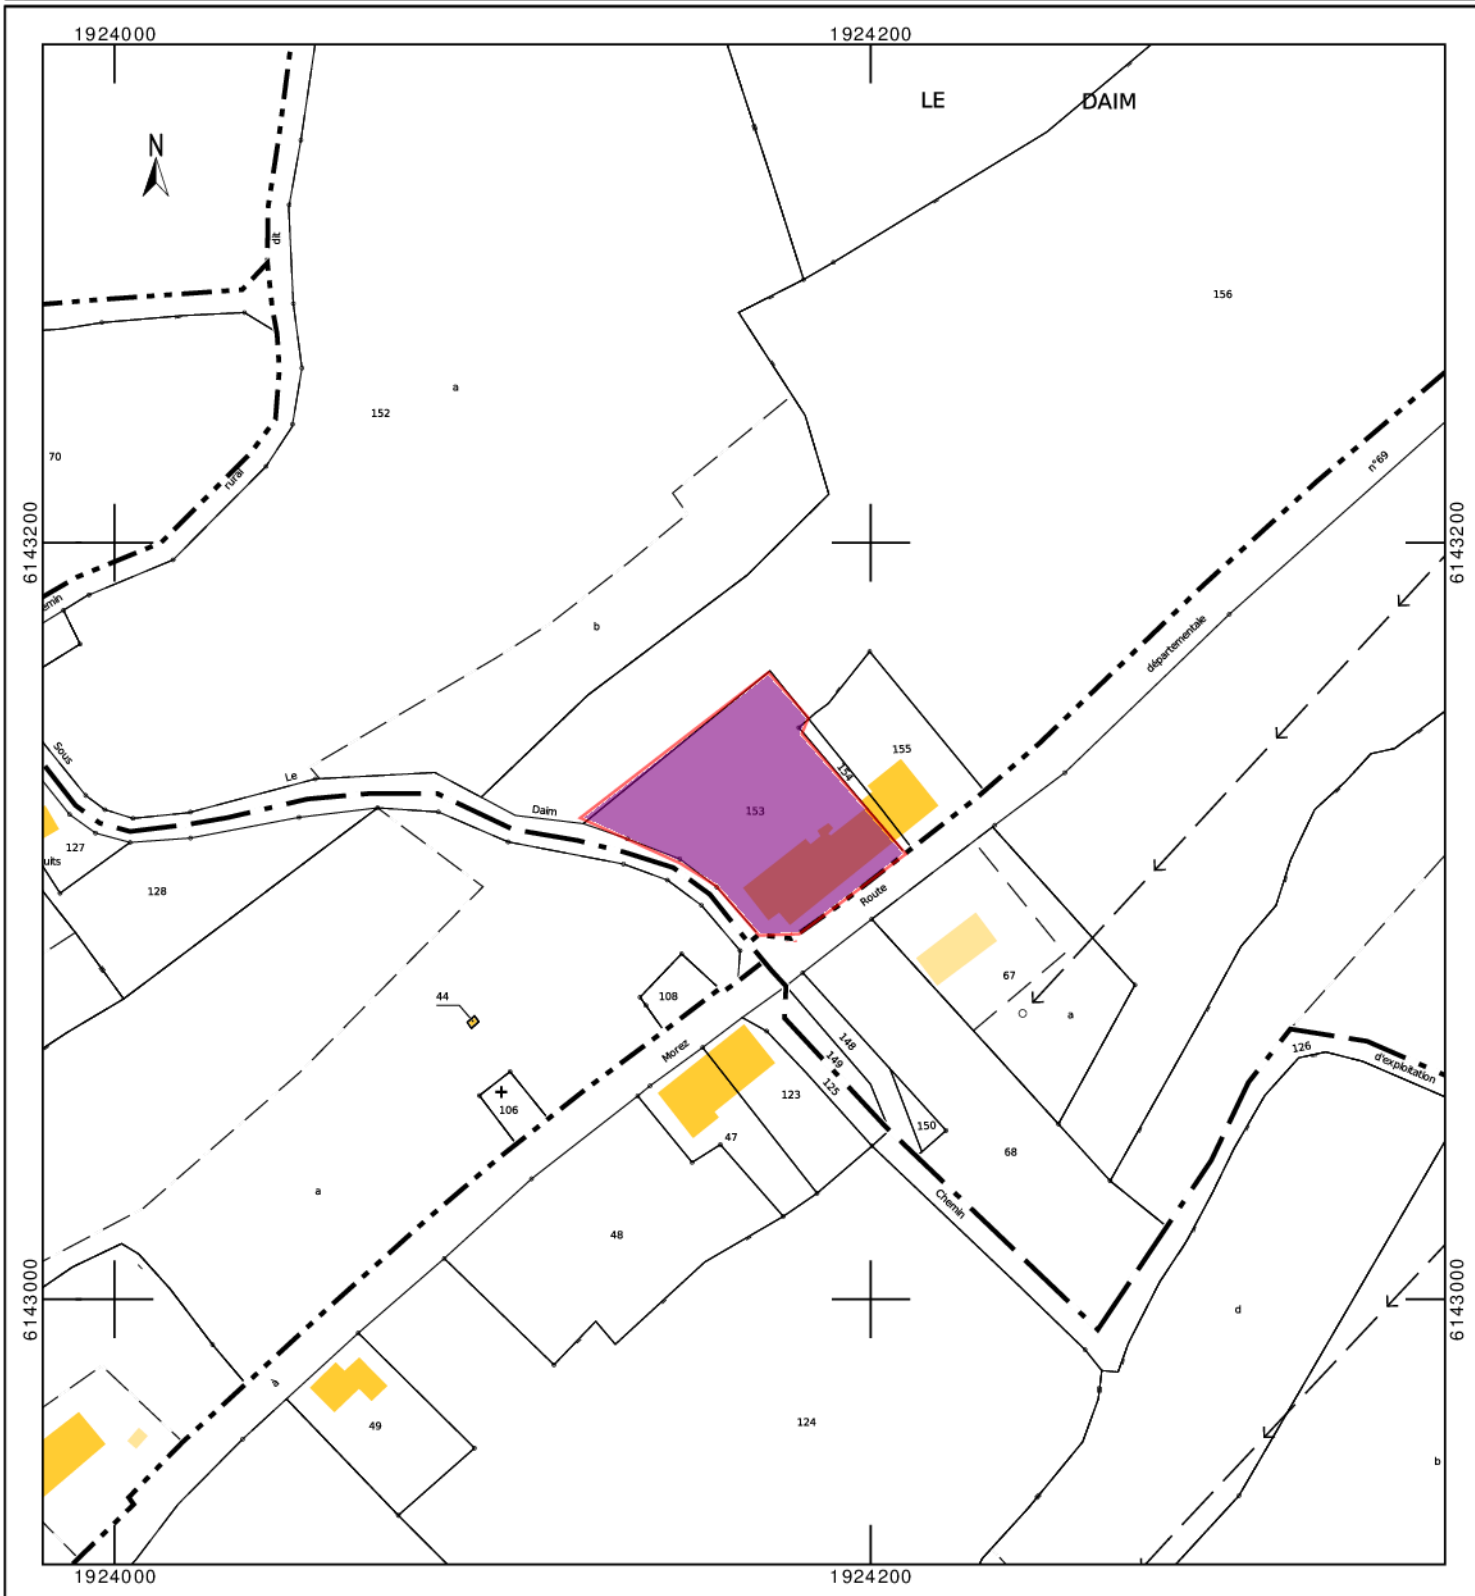 1924000 1924200
LE DAIM
N
dit
156
a
152
70
n°69
rural
6143200
6143200
emin
départementale
b
Sous
155
Le
154
Daim
153
127
uits
128
Route
67
44
108
a
148
Morez
149
126
125
d'exploitation
123
106
150
47
68
a
Chemin
48
6143000
6143000
d
à
124
49
b
1924000 1924200